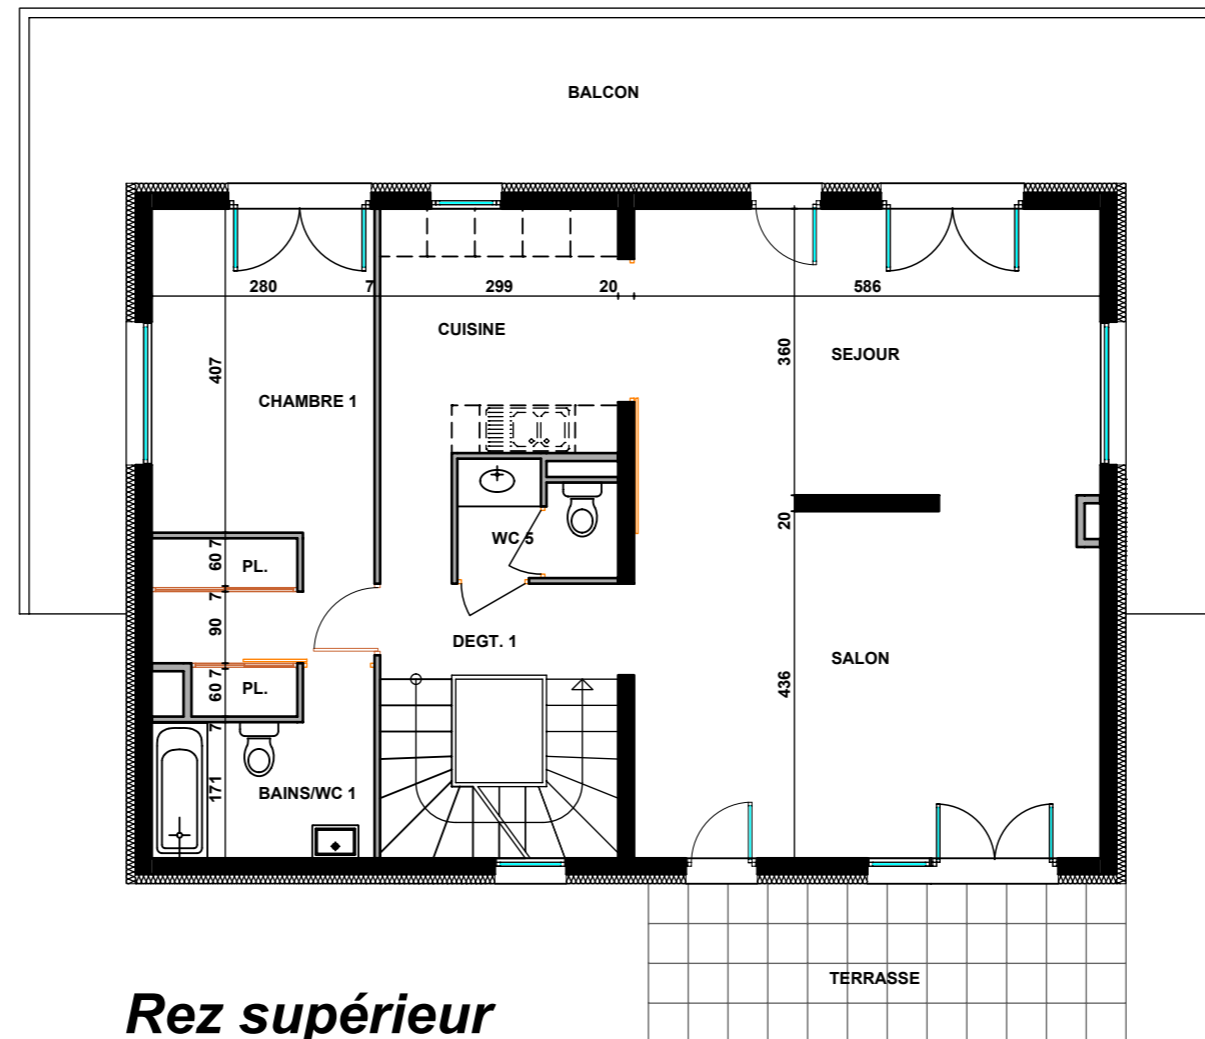 BALCON
280
7
299
20
586
CUISINE
SEJOUR
360
407
CHAMBRE 1
20
WC 5
7
60
PL.
7
90
DEGT. 1
SALON
7
60
PL.
436
7
171
BAINS/WC 1
TERRASSE
Rez supérieur